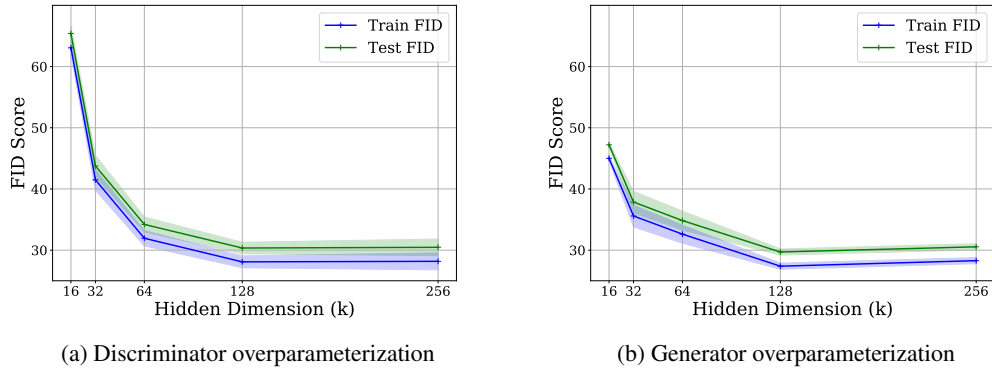 Train FID
Test FID
FID Score
60
50
40
30
16 32 64 128 256
Hidden Dimension (k)
(a) Discriminator overparameterization
Train FID
Test FID
FID Score
60
50
40
30
16 32 64 128 256
Hidden Dimension (k)
(b) Generator overparameterization